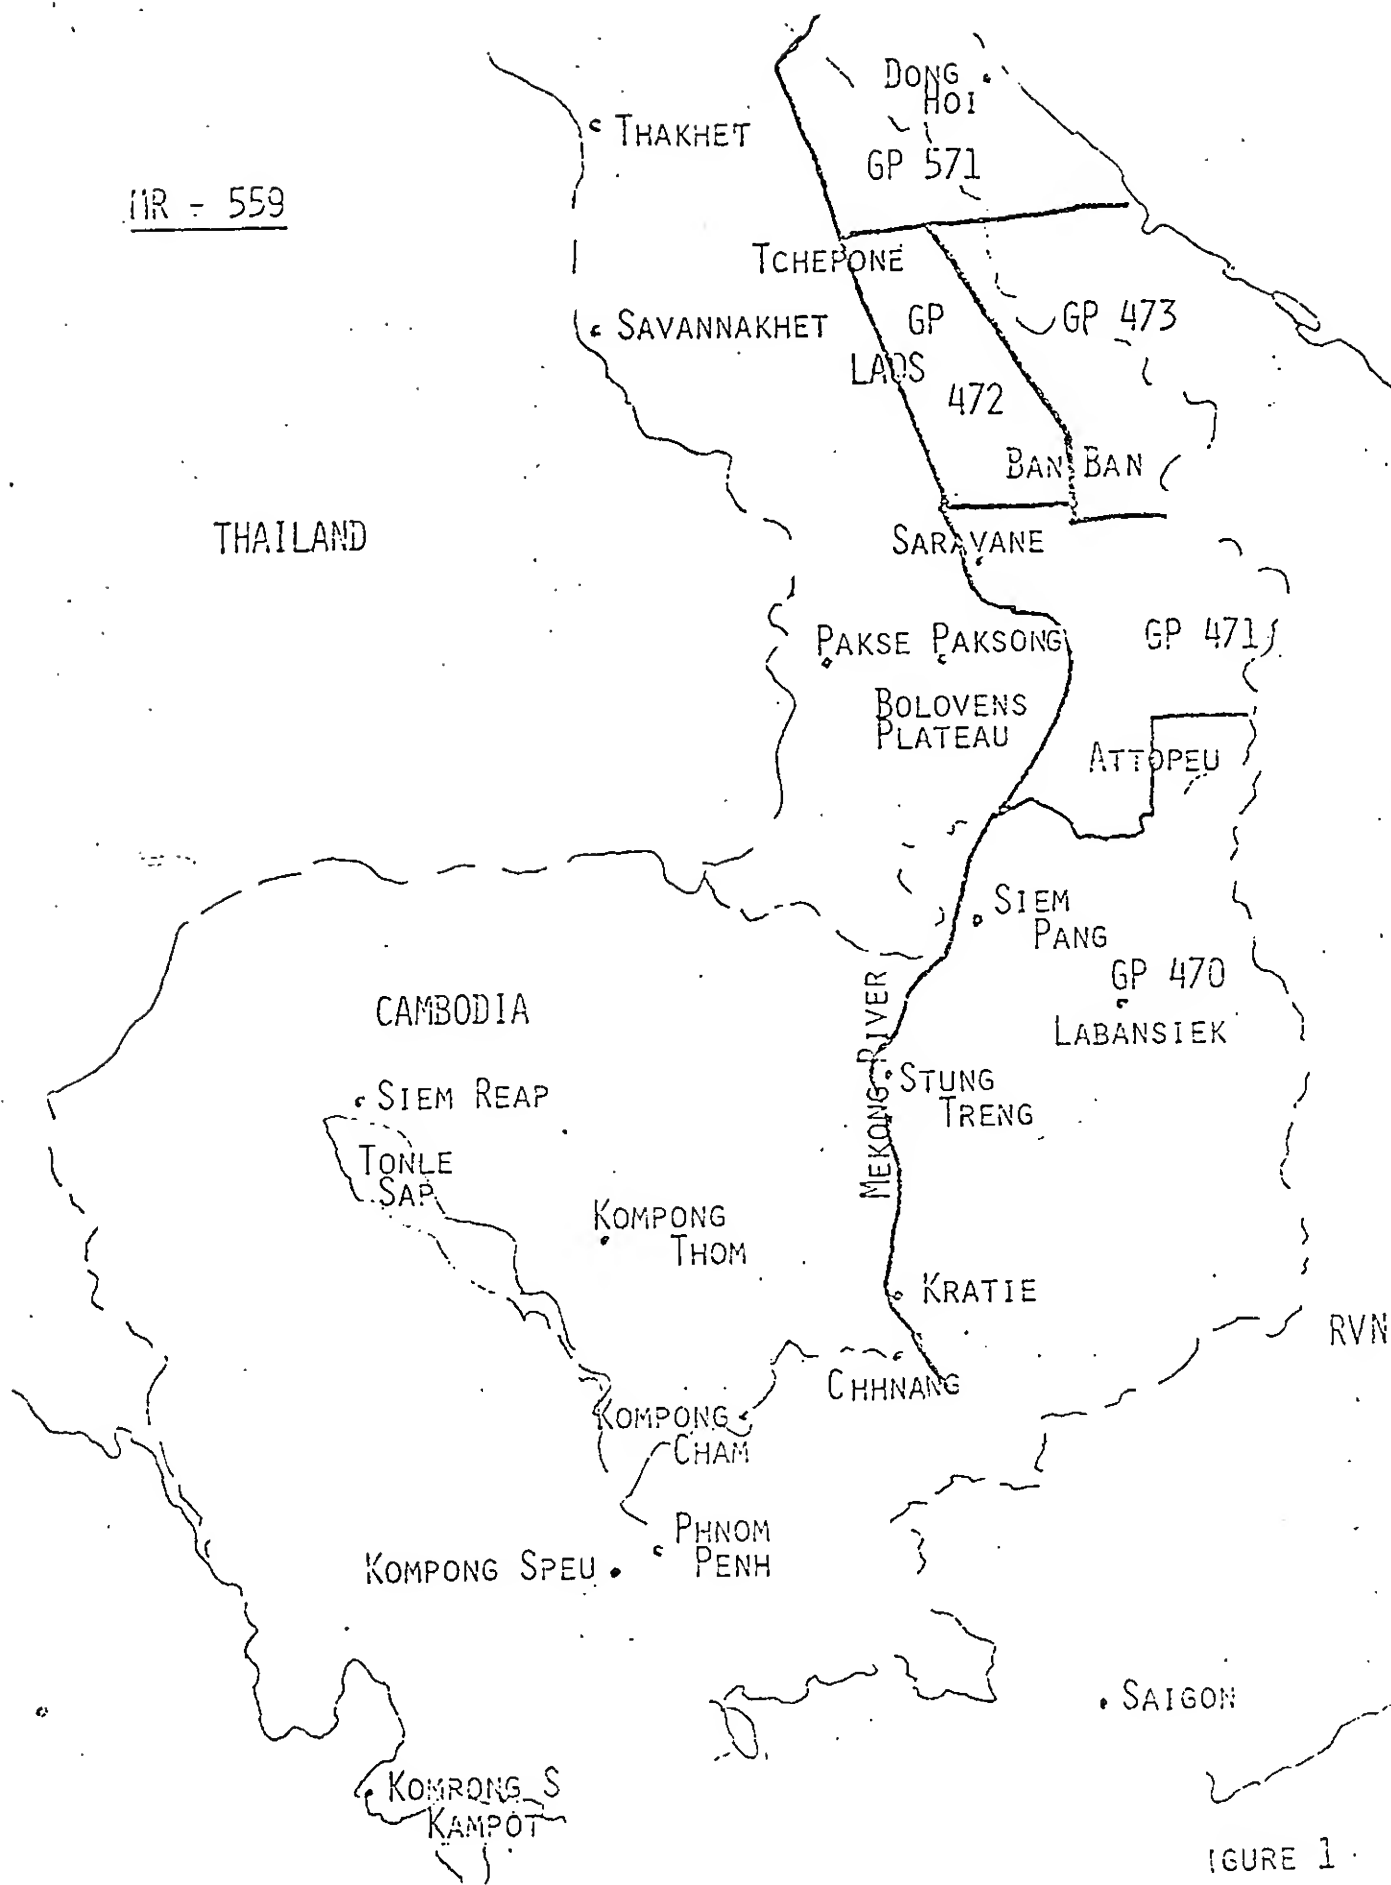 DONG
HOI
THAKHET
GP 571
MR - 559
TCHEPONE
SAVANNAKHET
GP
GP 473
LAOS
472
BAN BAN
THAILAND
SARAVANE
PAKSE PAKSONG
GP 471
BOLOVENS
PLATEAU
ATTOPEU
SIEM
PANG
GP 470
CAMBODIA
LABANSIEK
MEKONG RIVER
SIEM REAP
STUNG
TRENG
TONLE
SAP
KOMPONG
THOM
KRATIE
RVN
CHHNANG
KOMPONG
CHAM
PHNOM
PENH
KOMPONG SPEU
SAIGON
KOMRONG S
KAMPOT
IGURE 1